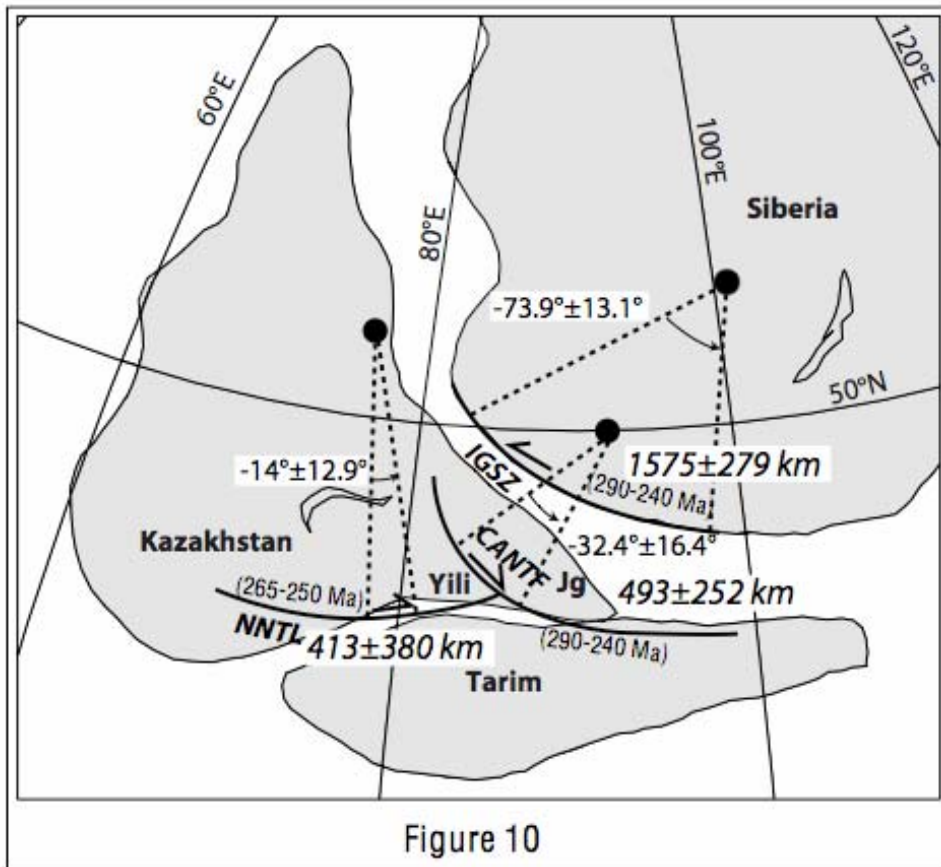 60°E
80°E
100°E
120°E
Siberia
-73.9°±13.1°
50°N
IGSZ
1575±279 km
(290-240 Ma)
-14°±12.9°
-32.4°±16.4°
Kazakhstan
CANTF
Yili
Jg
493±252 km
(265-250 Ma)
NNTL
413±380 km
(290-240 Ma)
Tarim
Figure 10